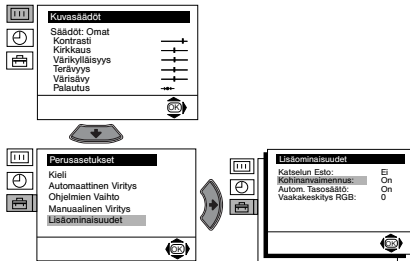 Kuvasäädöt
Säädöt: Omat
Kontrasti
Kirkkaus
Värikylläisyys
Terävyys
Värisävy
Palautus
OK
Perusasetukset
Kieli
Automaattinen Viritys
Ohjelmien Vaihto
Manuaalinen Viritys
Lisäominaisuudet
OK
Lisäominaisuudet
Katselun Esto: Ei
Kohinanvaimennus: On
Autom. Tasosäätö: On
Vaakakeskitys RGB: 0
OK